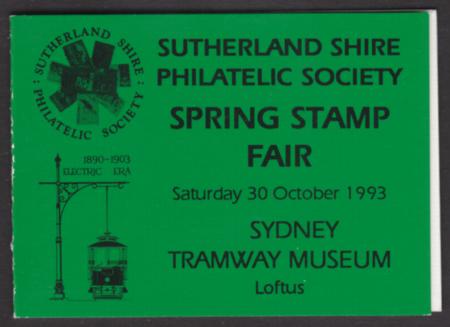 : SUTHERLAND SHIRE :
PHILATELIC SOCIETY
1890-1903
ELECTRIC ERA
SUTHERLAND SHIRE
PHILATELIC SOCIETY
SPRING STAMP
FAIR
Saturday 30 October 1993
SYDNEY
TRAMWAY MUSEUM
Loftus